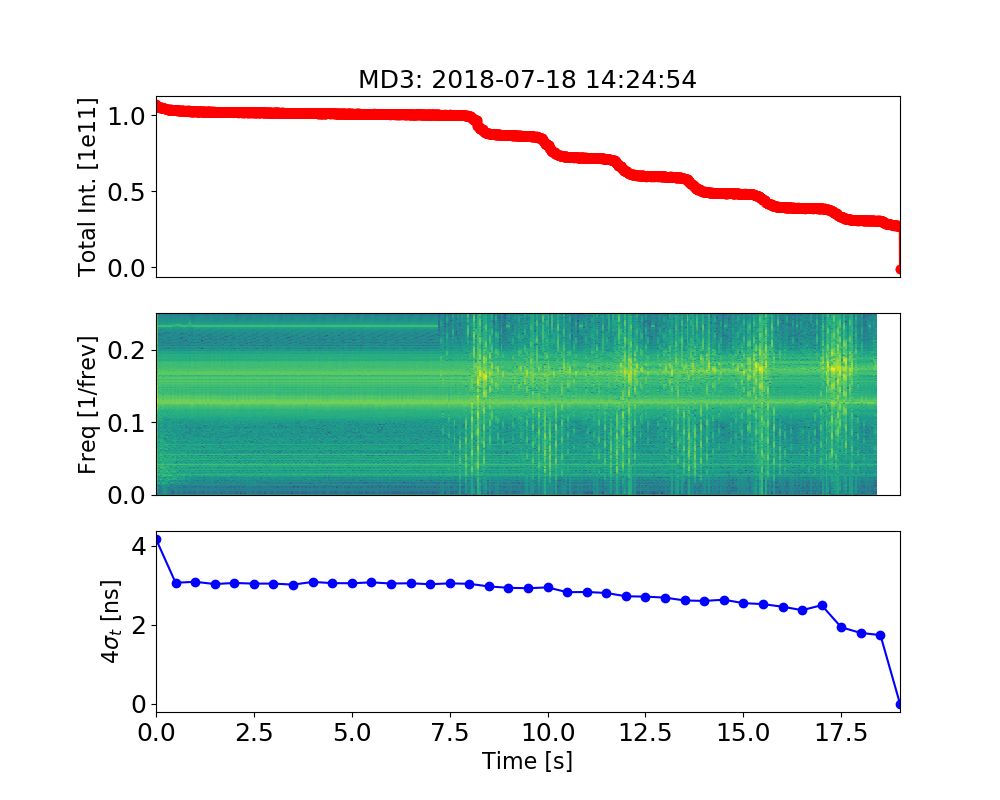 MD3: 2018-07-18 14:24:54
Total Int. [1e11]
1.0
0.5
0.0
Freq [1/frev]
0.2
0.1
0.0
4σt [ns]
4
2
0
0.0 2.5 5.0 7.5 10.0 12.5 15.0 17.5
Time [s]